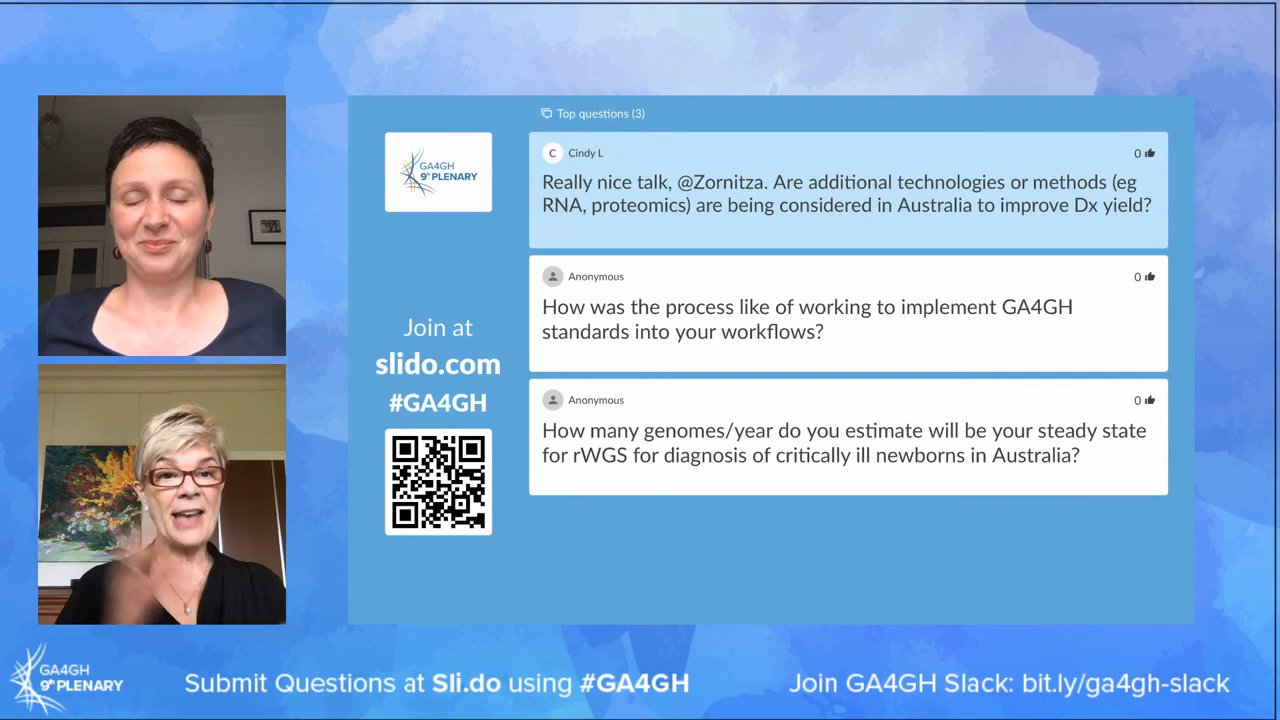 Top questions (3)
GA4GH
9th PLENARY
C
Cindy L
0
Really nice talk, @Zornitza. Are additional technologies or methods (eg
RNA, proteomics) are being considered in Australia to improve Dx yield?
Anonymous
0
How was the process like of working to implement GA4GH
standards into your workflows?
Join at
slido.com
#GA4GH
Anonymous
0
How many genomes/year do you estimate will be your steady state
for rWGS for diagnosis of critically ill newborns in Australia?
GA4GH
9th PLENARY
Submit Questions at Sli.do using #GA4GH
Join GA4GH Slack: bit.ly/ga4gh-slack